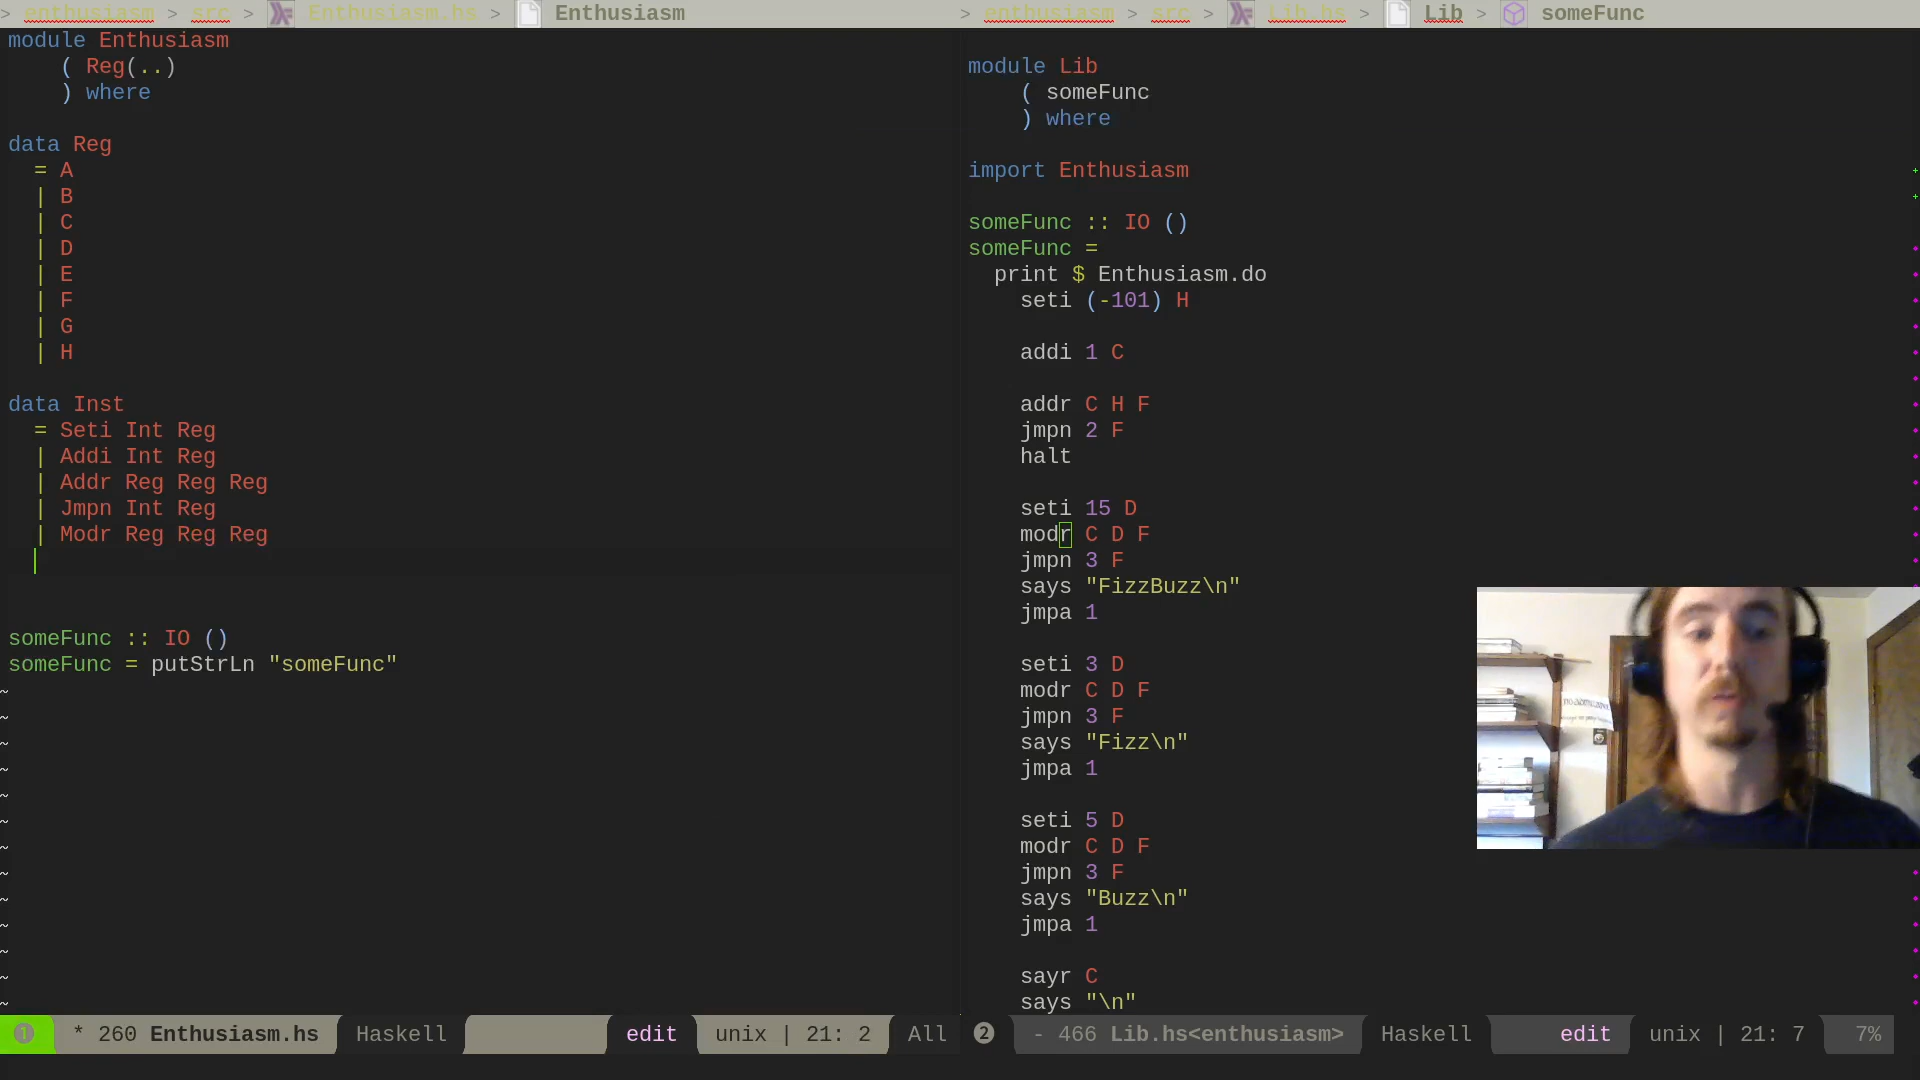 > enthusiasm > src > Enthusiasm.hs > Enthusiasm
module Enthusiasm
( Reg(..)
) where
data Reg
= A
| B
| C
| D
| E
| F
| G
| H
data Inst
= Seti Int Reg
| Addi Int Reg
| Addr Reg Reg Reg
| Jmpn Int Reg
| Modr Reg Reg Reg
someFunc :: IO ()
someFunc = putStrLn "someFunc"
~
~
~
~
~
~
~
~
~
~
~
~
~
1 * 260 Enthusiasm.hs Haskell edit unix | 21: 2 All
> enthusiasm > src > Lib.hs > Lib > someFunc
module Lib
( someFunc
) where
import Enthusiasm
someFunc :: IO ()
someFunc =
print $ Enthusiasm.do
seti (-101) H
addi 1 C
addr C H F
jmpn 2 F
halt
seti 15 D
modr C D F
jmpn 3 F
says "FizzBuzz\n"
jmpa 1
seti 3 D
modr C D F
jmpn 3 F
says "Fizz\n"
jmpa 1
seti 5 D
modr C D F
jmpn 3 F
says "Buzz\n"
jmpa 1
sayr C
says "\n"
2 - 466 Lib.hs<enthusiasm> Haskell edit unix | 21: 7 7%